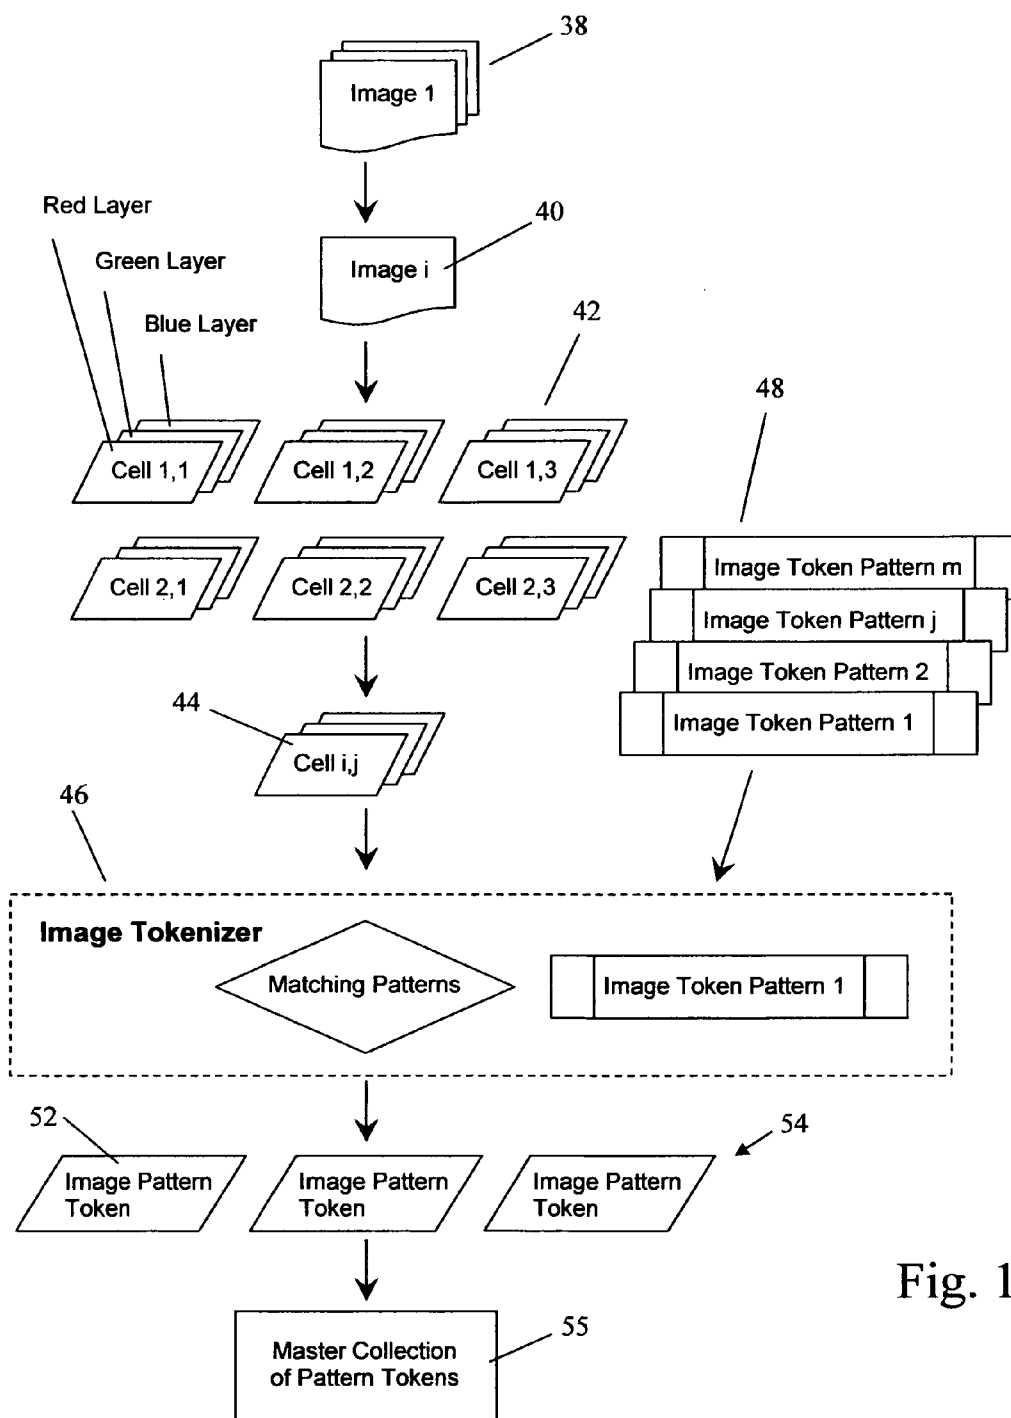 38
Image 1
Red Layer
40
Green Layer
Image i
Blue Layer
42
48
Cell 1,1
Cell 1,2
Cell 1,3
Image Token Pattern m
Cell 2,1
Cell 2,2
Cell 2,3
Image Token Pattern j
Image Token Pattern 2
44
Image Token Pattern 1
Cell i,j
46
Image Tokenizer
Matching Patterns
Image Token Pattern 1
52
54
Image Pattern
Token
Image Pattern
Token
Image Pattern
Token
Fig. 1
55
Master Collection
of Pattern Tokens